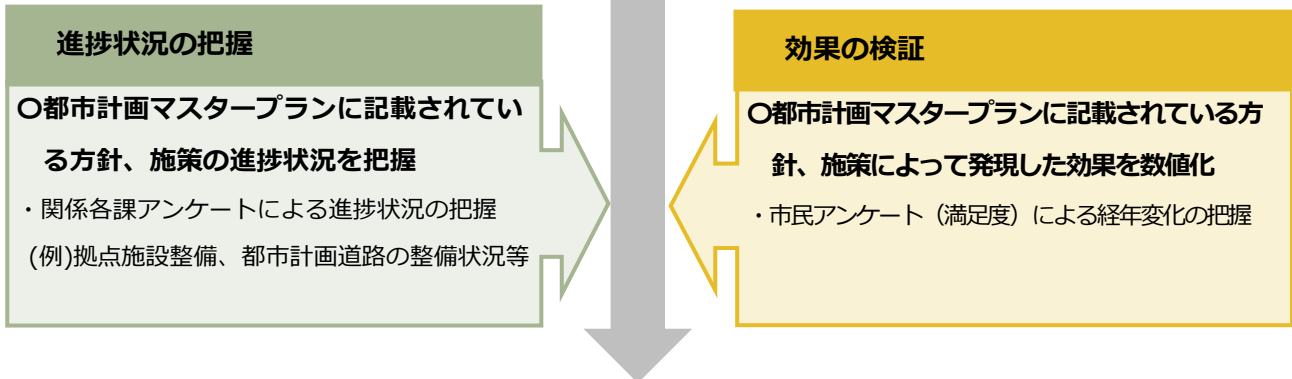 進捗状況の把握
〇都市計画マスタープランに記載されてい
る方針、施策の進捗状況を把握
・関係各課アンケートによる進捗状況の把握
(例)拠点施設整備、都市計画道路の整備状況等
効果の検証
〇都市計画マスタープランに記載されている方
針、施策によって発現した効果を数値化
・市民アンケート（満足度）による経年変化の把握